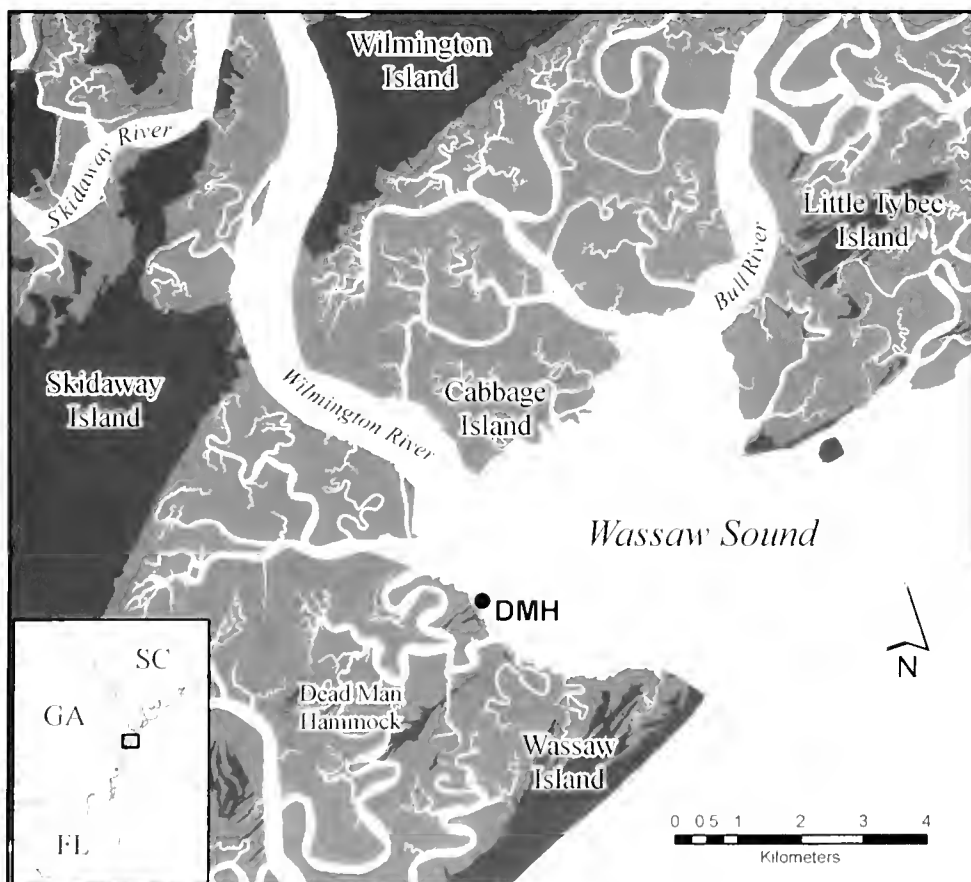 Wilmington
Island
Skidaway River
Little Tybee
Island
Bull River
Skidaway
Island
Wilmington River
Cabbage
Island
Wassaw Sound
DMH
N
SC
GA
FL
Dead Man
Hammock
Wassaw
Island
0 0.5 1 2 3 4
Kilometers